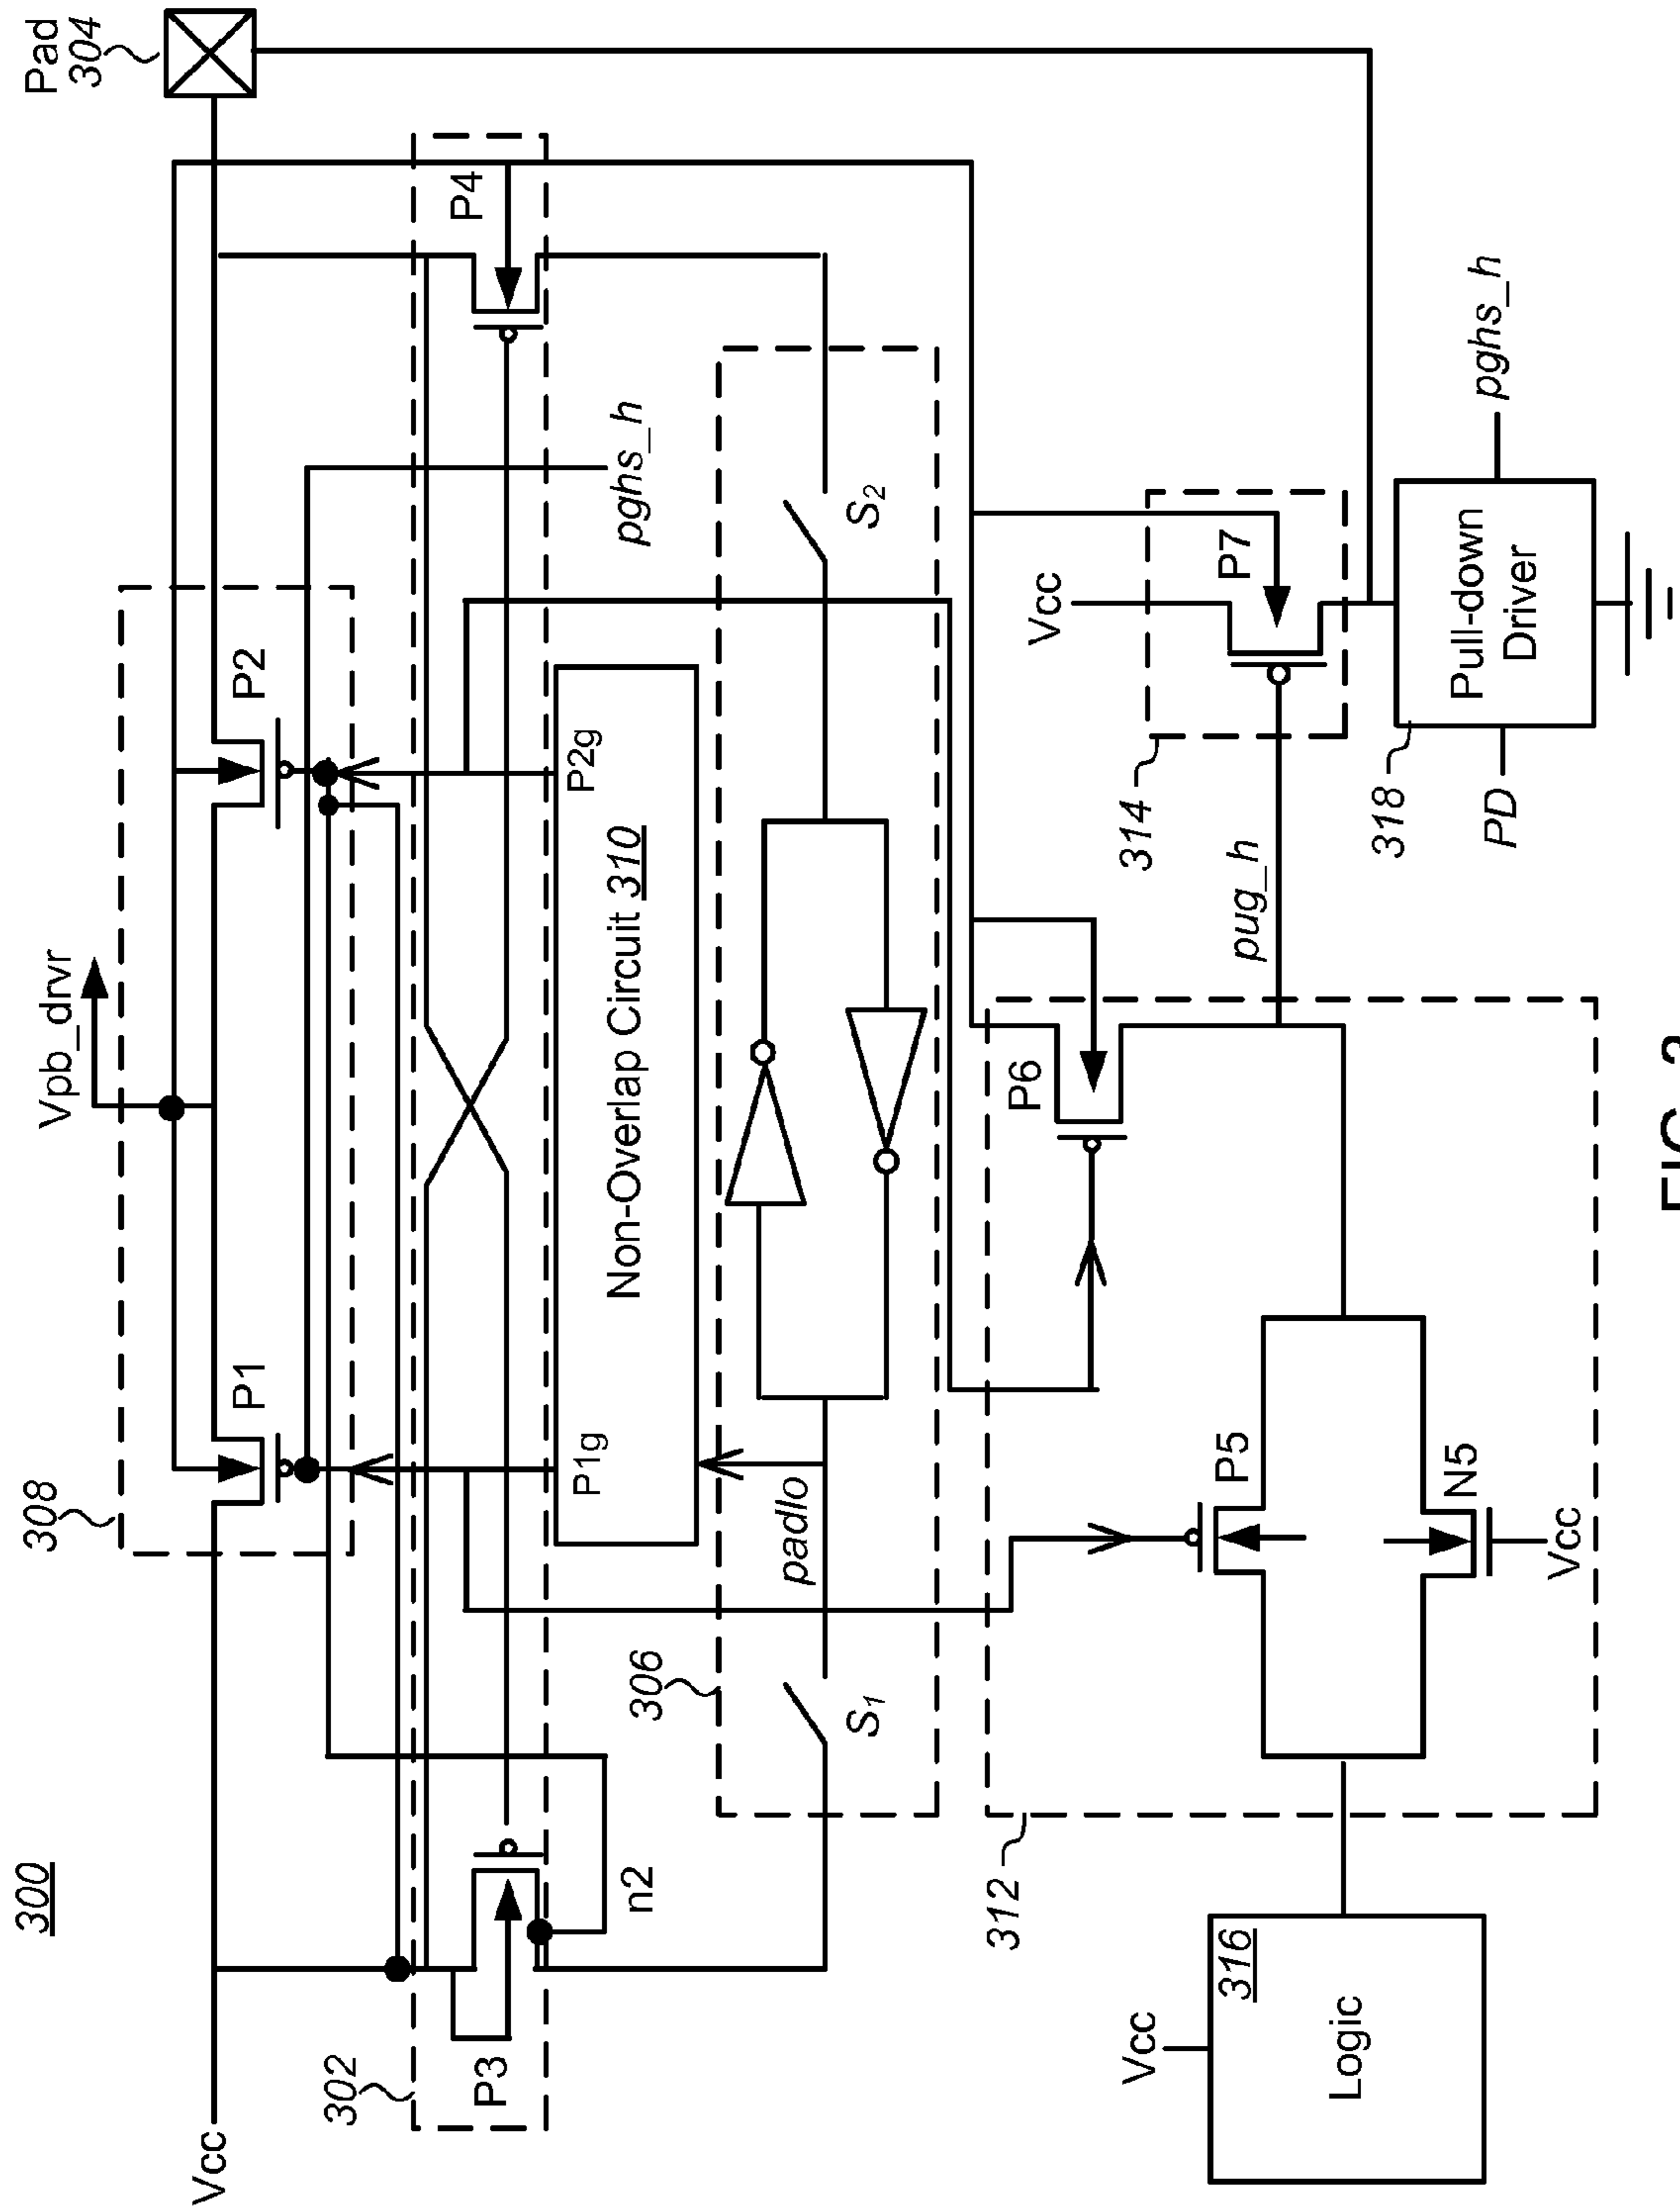 300
308
Vpb_drvr
Pad
304
Vcc
P1
P2
302
P3
P4
n2
P1g
P2g
Non-Overlap Circuit 310
pghs_h
306
padlo
S1
S2
312
P6
Vcc
314
P7
Vcc
316
Logic
P5
N5
Vcc
pug_h
318
Pull-down
Driver
PD
pghs_h
FIG